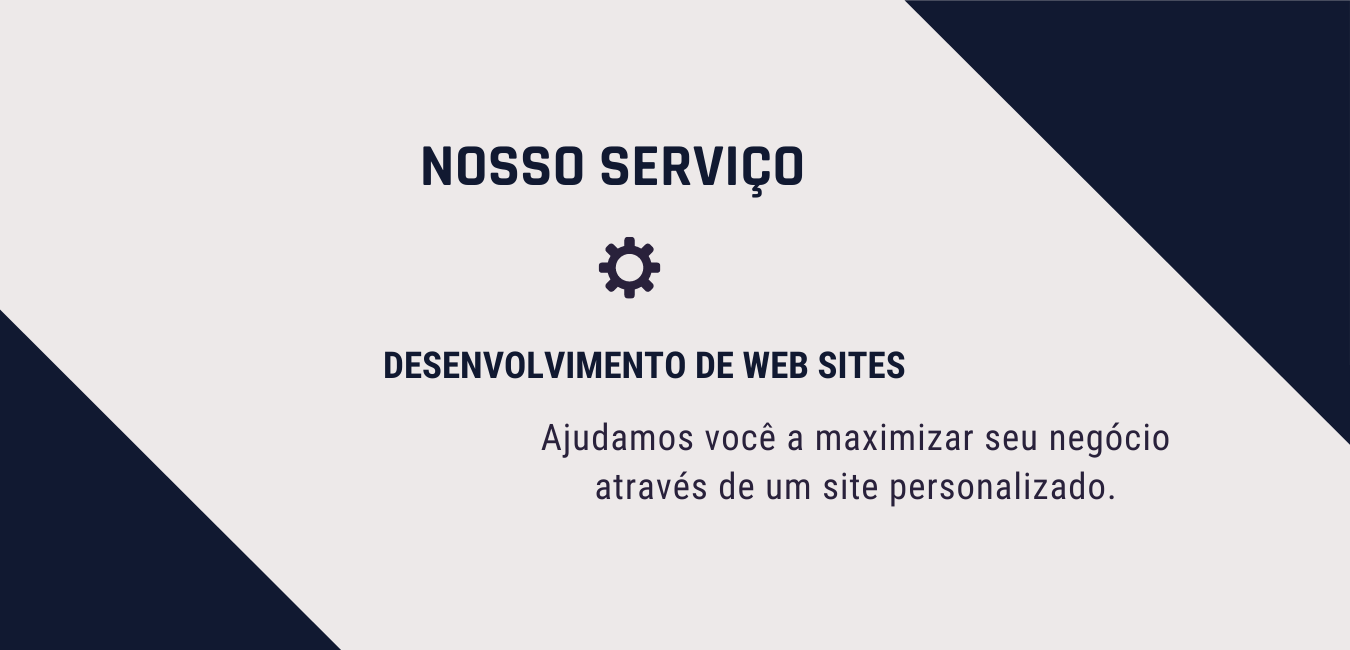 NOSSO SERVIÇO
DESENVOLVIMENTO DE WEB SITES
Ajudamos você a maximizar seu negócio
através de um site personalizado.